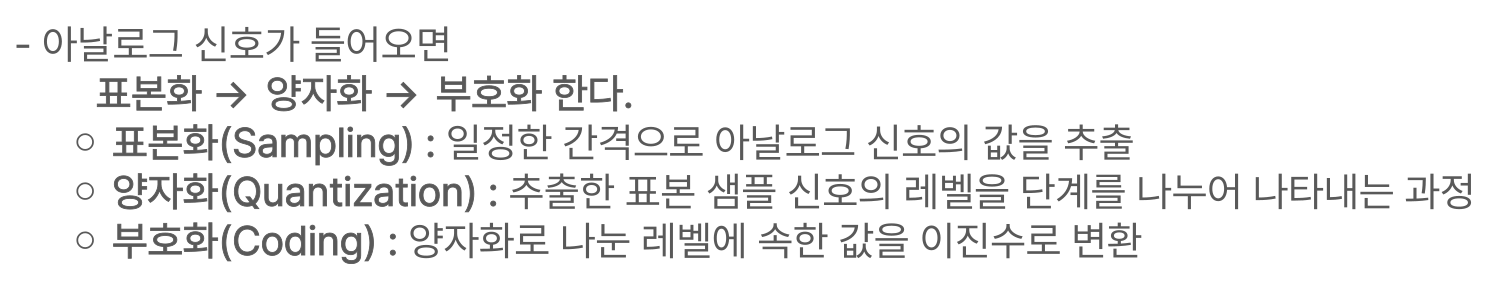 - 아날로그 신호가 들어오면
표본화 → 양자화 → 부호화 한다.
○ 표본화(Sampling) : 일정한 간격으로 아날로그 신호의 값을 추출
○ 양자화(Quantization) : 추출한 표본 샘플 신호의 레벨을 단계를 나누어 나타내는 과정
○ 부호화(Coding) : 양자화로 나눈 레벨에 속한 값을 이진수로 변환